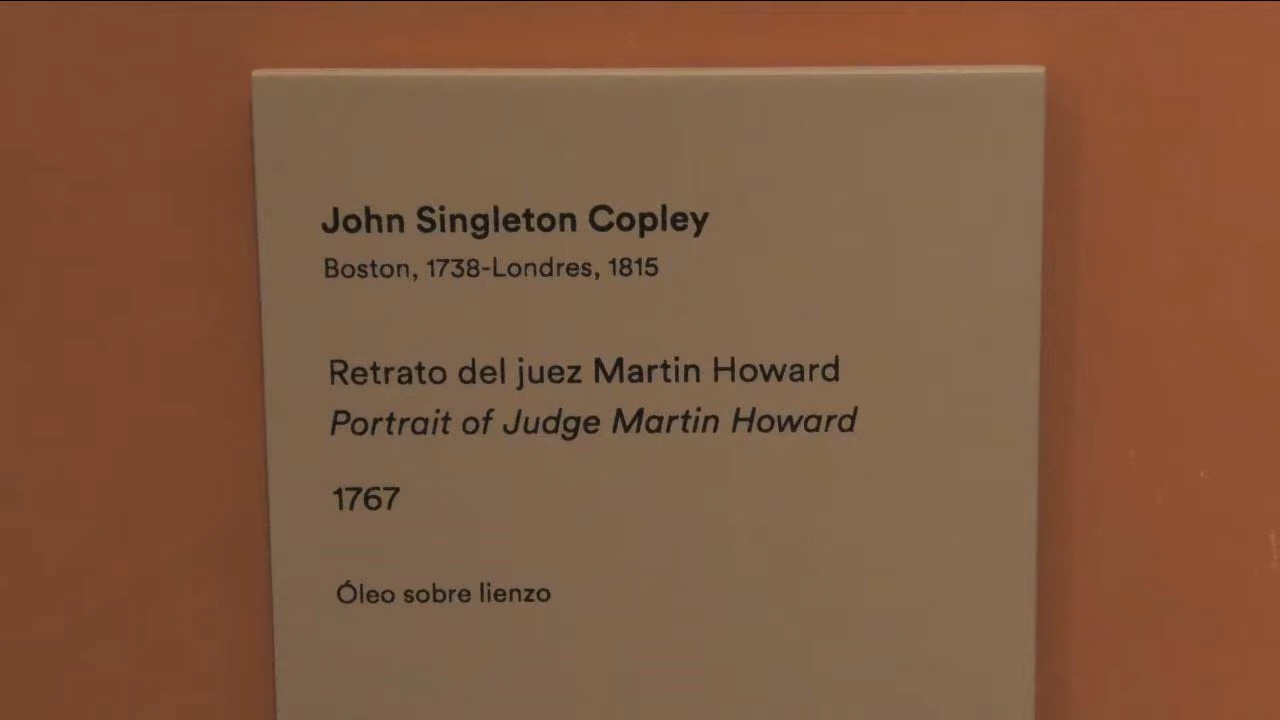 John Singleton Copley
Boston, 1738-Londres, 1815
Retrato del juez Martin Howard
Portrait of Judge Martin Howard
1767
Óleo sobre lienzo